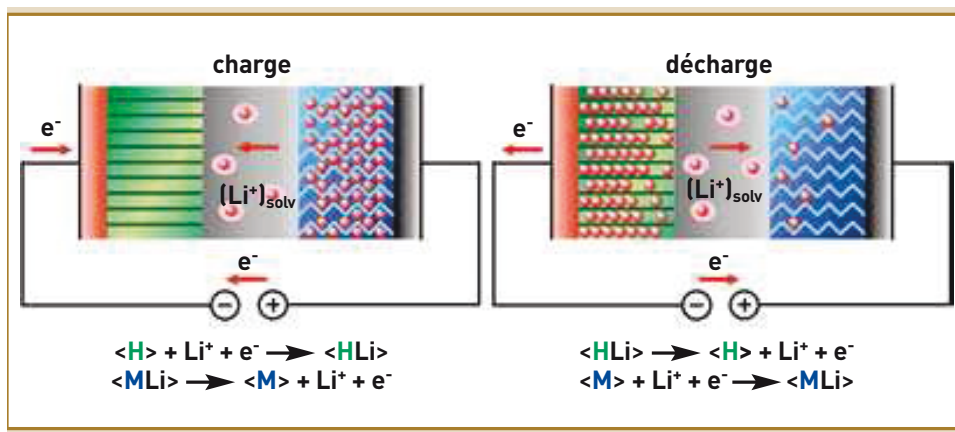 charge
e⁻
(Li⁺)solv
e⁻
− +
<H> + Li⁺ + e⁻ → <HLi>
<MLi> → <M> + Li⁺ + e⁻
décharge
e⁻
(Li⁺)solv
e⁻
− +
<HLi> → <H> + Li⁺ + e⁻
<M> + Li⁺ + e⁻ → <MLi>